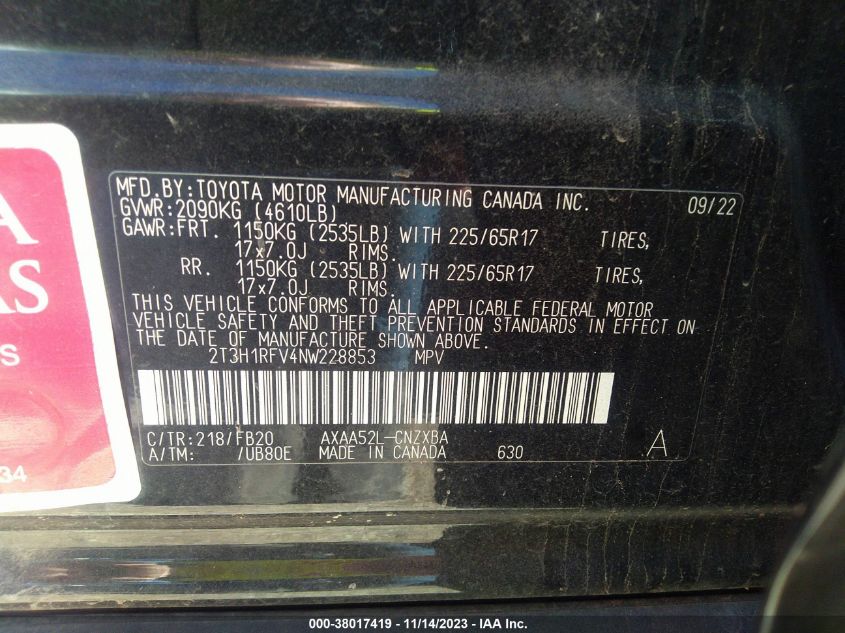 MFD.BY:TOYOTA MOTOR MANUFACTURING CANADA INC. 09/22
GVWR:2090KG (4610LB)
GAWR:FRT. 1150KG (2535LB) WITH 225/65R17 TIRES,
17x7.0J RIMS.
RR. 1150KG (2535LB) WITH 225/65R17 TIRES,
17x7.0J RIMS.
THIS VEHICLE CONFORMS TO ALL APPLICABLE FEDERAL MOTOR
VEHICLE SAFETY AND THEFT PREVENTION STANDARDS IN EFFECT ON
THE DATE OF MANUFACTURE SHOWN ABOVE.
2T3H1RFV4NW228853 MPV
C/TR:218/FB20 AXAA52L-CNZXBA
A/TM: /UB80E MADE IN CANADA 630 A
A
AS
S
34
000-38017419 - 11/14/2023 - © IAA Inc.